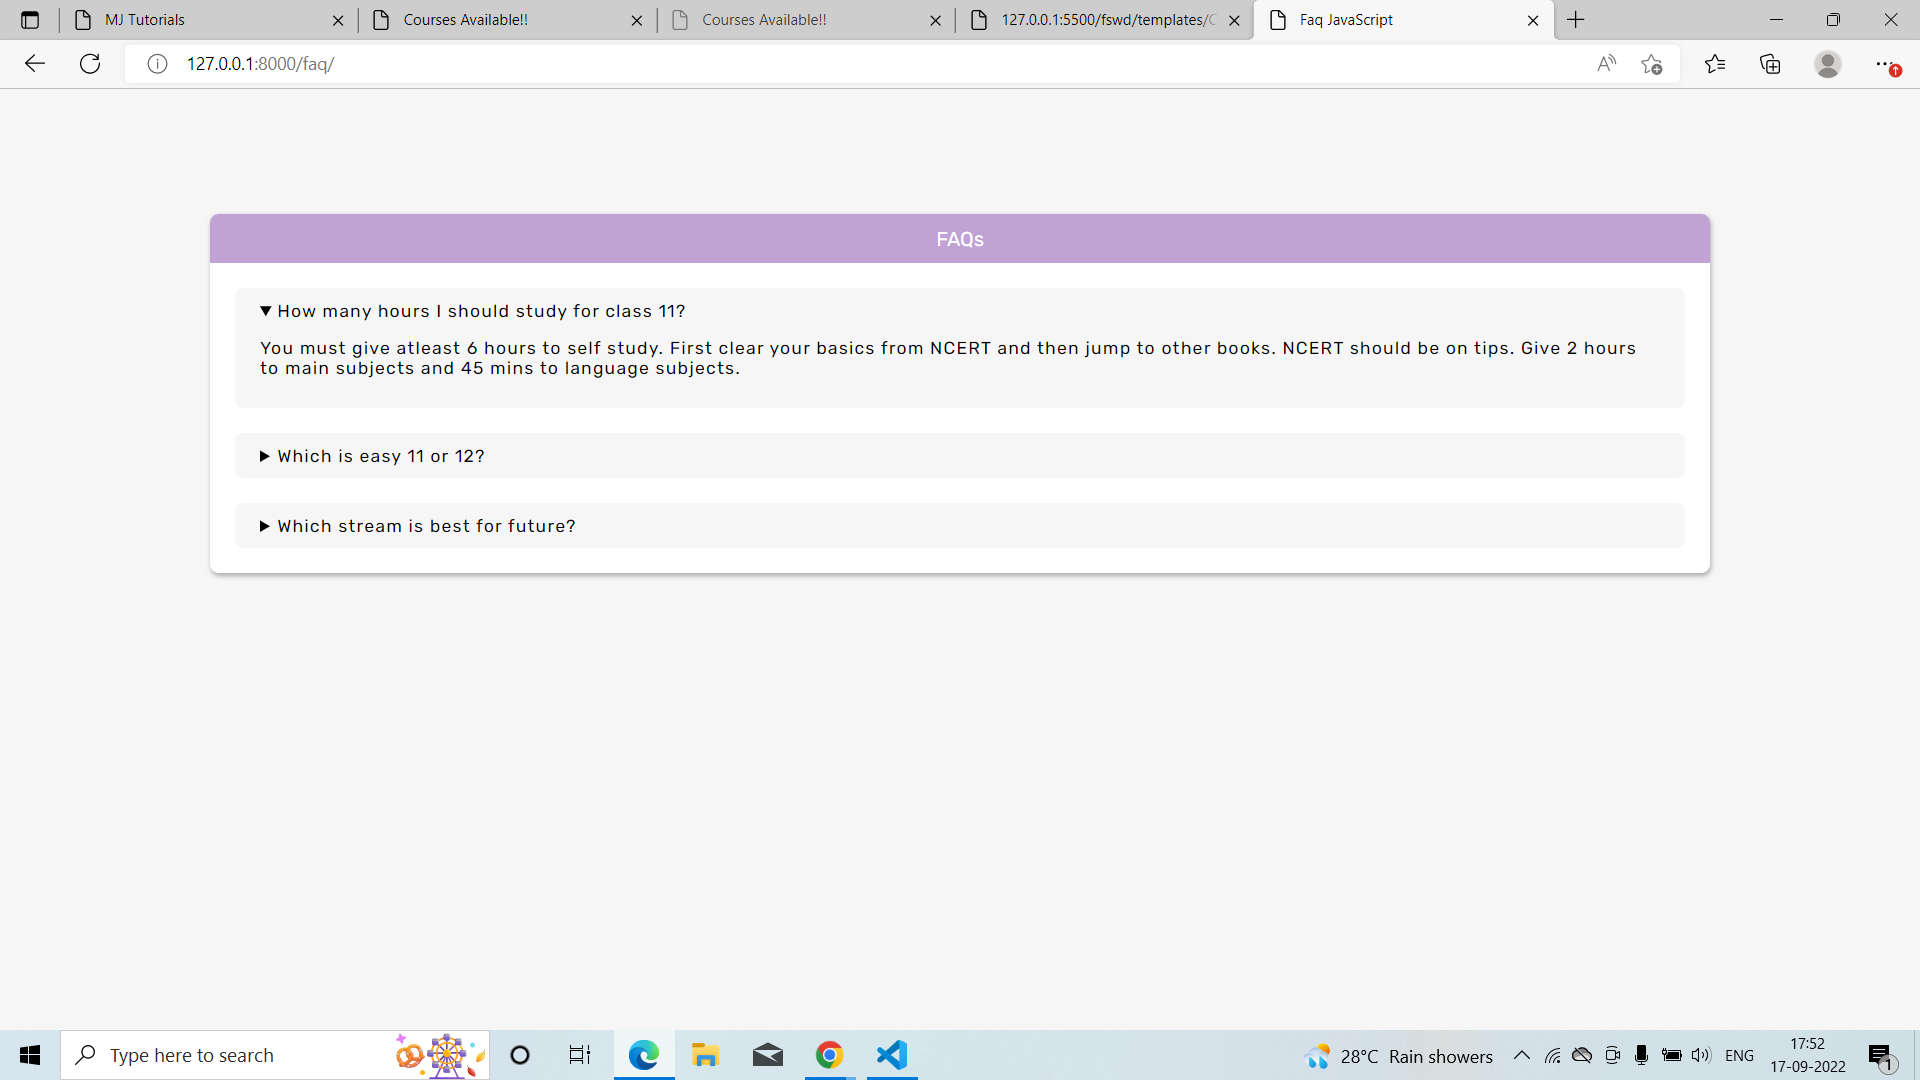 MJ Tutorials
Courses Available!!
Courses Available!!
127.0.0.1:5500/fswd/templates/
Faq JavaScript
127.0.0.1:8000/faq/
FAQs
How many hours I should study for class 11?
You must give atleast 6 hours to self study. First clear your basics from NCERT and then jump to other books. NCERT should be on tips. Give 2 hours
to main subjects and 45 mins to language subjects.
Which is easy 11 or 12?
Which stream is best for future?
Type here to search
28°C Rain showers
ENG
17:52
17-09-2022
1